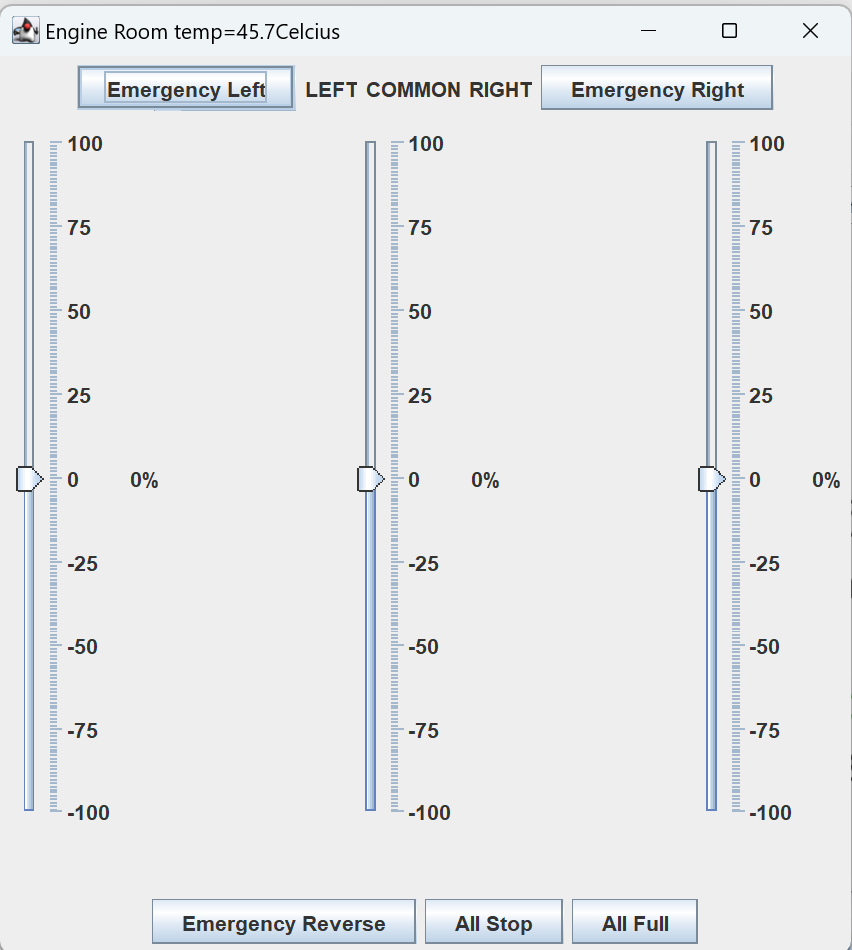 Engine Room temp=45.7Celcius
Emergency Left LEFT COMMON RIGHT Emergency Right
100 100 100
75 75 75
50 50 50
25 25 25
0 0% 0 0% 0 0%
-25 -25 -25
-50 -50 -50
-75 -75 -75
-100 -100 -100
Emergency Reverse All Stop All Full